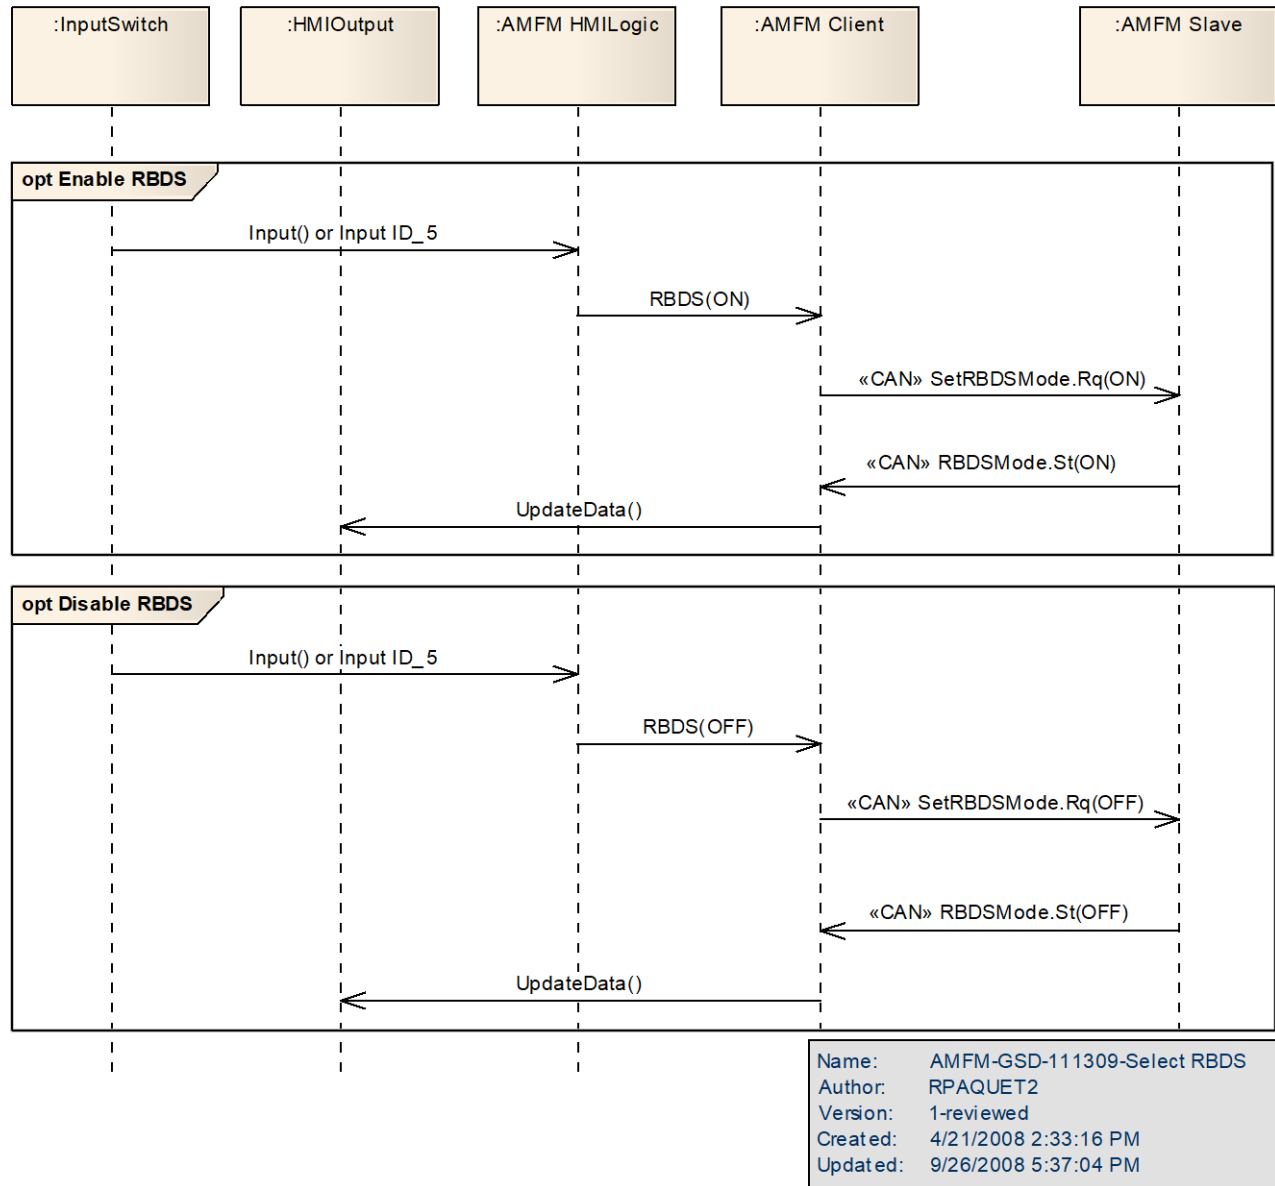 :InputSwitch
:HMIOutput
:AMFM HMILogic
:AMFM Client
:AMFM Slave
opt Enable RBDS
Input() or Input ID_5
RBDS(ON)
«CAN» SetRBDSMode.Rq(ON)
«CAN» RBDSMode.St(ON)
UpdateData()
opt Disable RBDS
Input() or Input ID_5
RBDS(OFF)
«CAN» SetRBDSMode.Rq(OFF)
«CAN» RBDSMode.St(OFF)
UpdateData()
Name: AMFM-GSD-111309-Select RBDS
Author: RPAQUET2
Version: 1-reviewed
Created: 4/21/2008 2:33:16 PM
Updated: 9/26/2008 5:37:04 PM